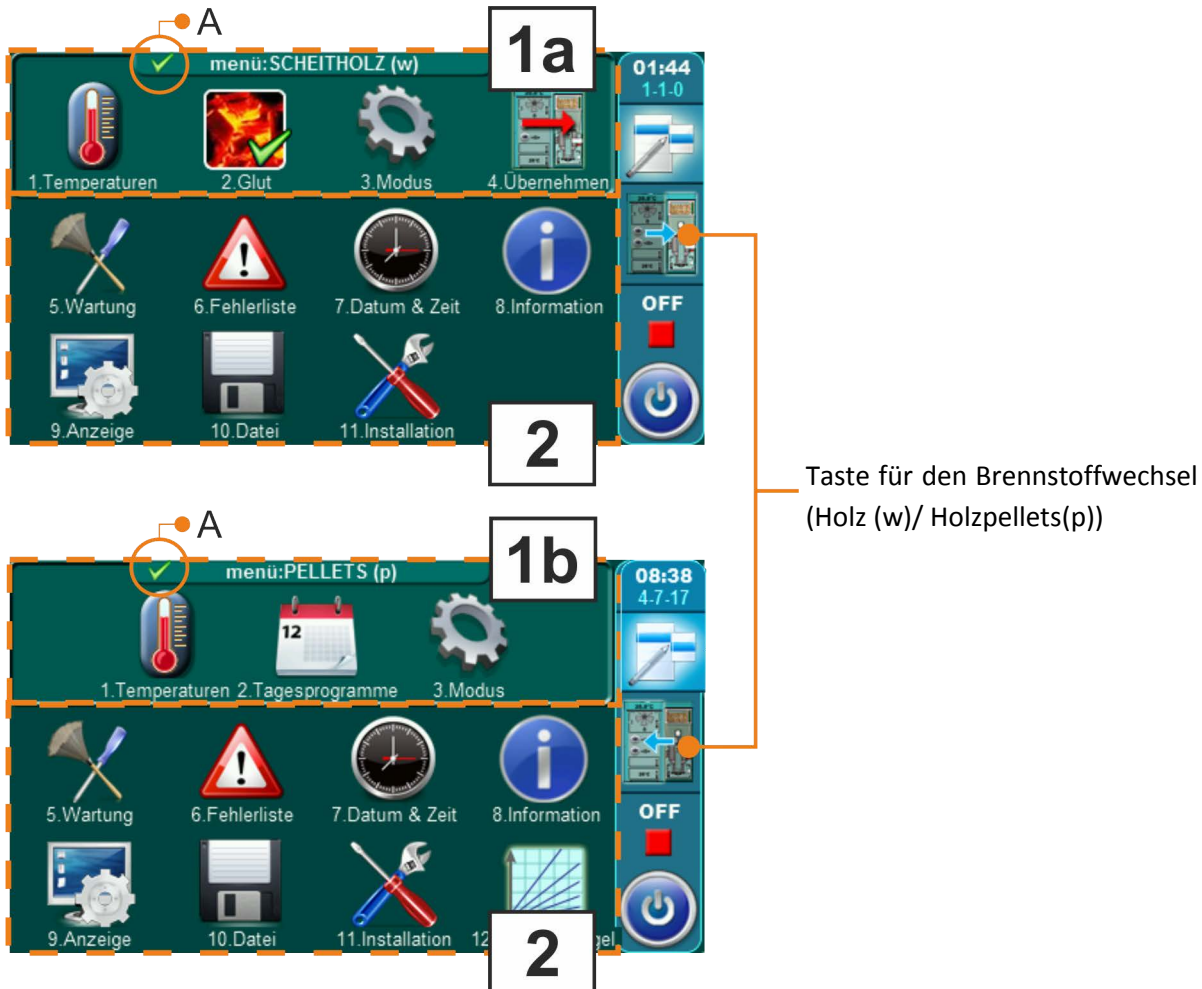 A
1a
menü:SCHEITHOLZ (w)
01:44
1-1-0
1.Temperaturen
2.Glut
3.Modus
4.Übernehmen
5.Wartung
6.Fehlerliste
7.Datum & Zeit
8.Information
OFF
9.Anzeige
10.Datei
11.Installation
2
Taste für den Brennstoffwechsel
(Holz (w)/ Holzpellets(p))
A
1b
menü:PELLETS (p)
08:38
4-7-17
12
1.Temperaturen
2.Tagesprogramme
3.Modus
5.Wartung
6.Fehlerliste
7.Datum & Zeit
8.Information
OFF
9.Anzeige
10.Datei
11.Installation
2